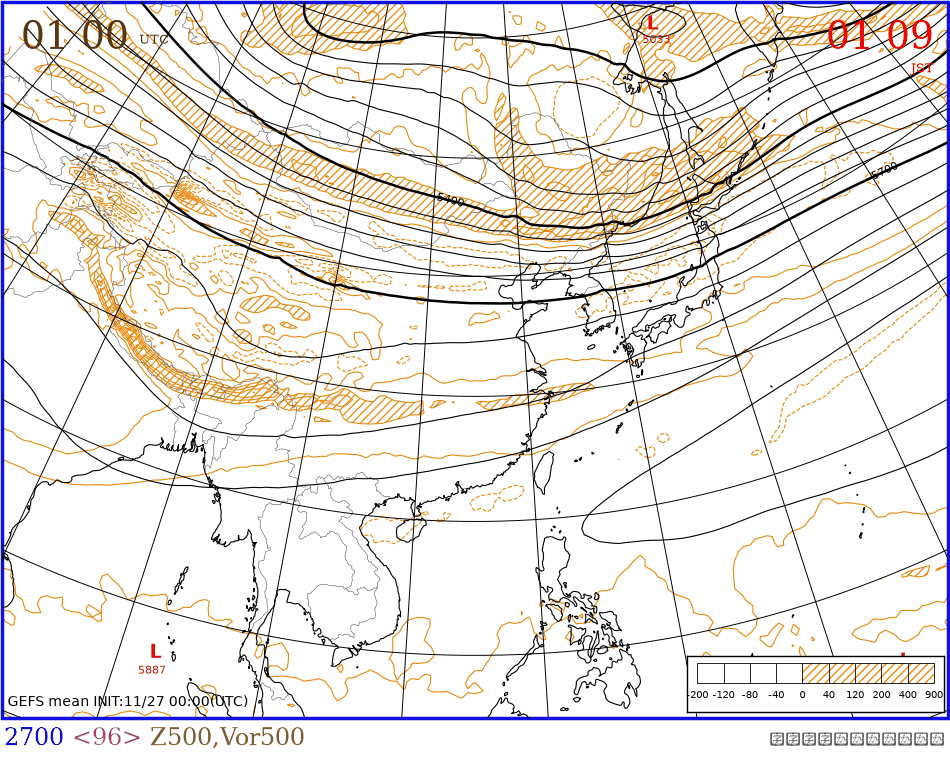 01 00 UTC
L
5033
01 09
JST
5700
5700
L
5887
L
GEFS mean INIT:11/27 00:00(UTC)
-200 -120 -80 -40 0 40 120 200 400 900
2700 <96> Z500,Vor500